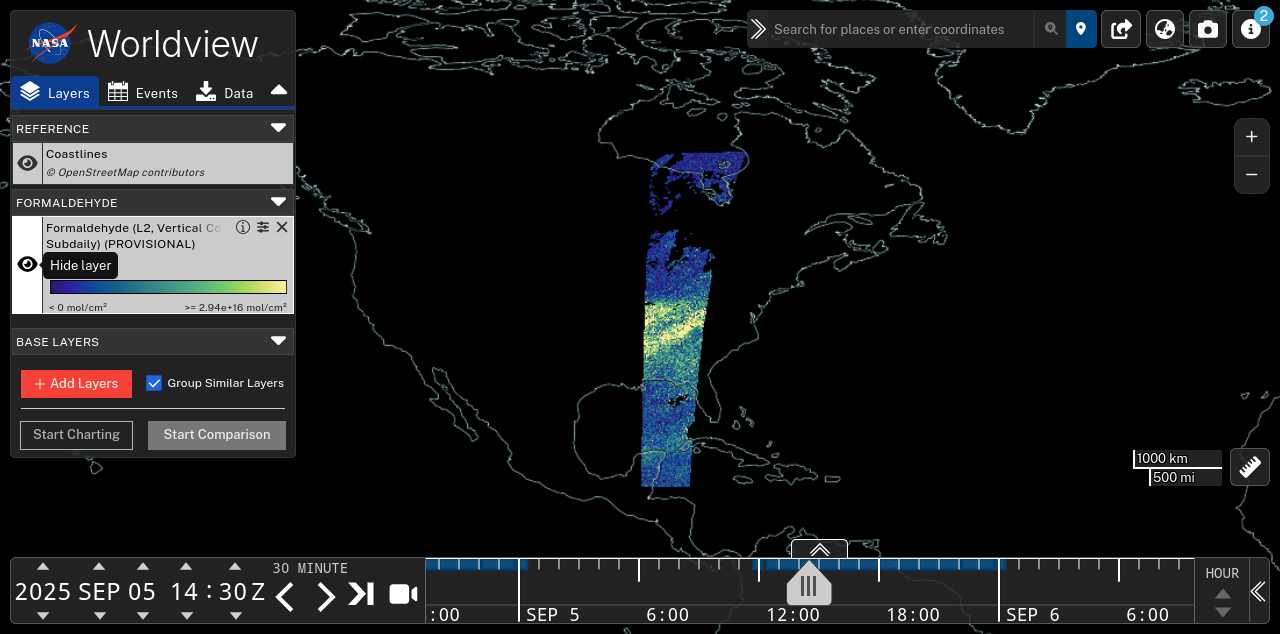 NASA
Worldview
Layers
Events
Data
REFERENCE
Coastlines
© OpenStreetMap contributors
FORMALDEHYDE
Formaldehyde (L2, Vertical Co
Subdaily) (PROVISIONAL)
Hide layer
< 0 mol/cm²
>= 2.94e+16 mol/cm²
BASE LAYERS
+ Add Layers
Group Similar Layers
Start Charting
Start Comparison
Search for places or enter coordinates
2
+
−
1000 km
500 mi
2025 SEP 05 14 : 30 Z
30 MINUTE
:00
SEP 5
6:00
12:00
18:00
SEP 6
6:00
HOUR